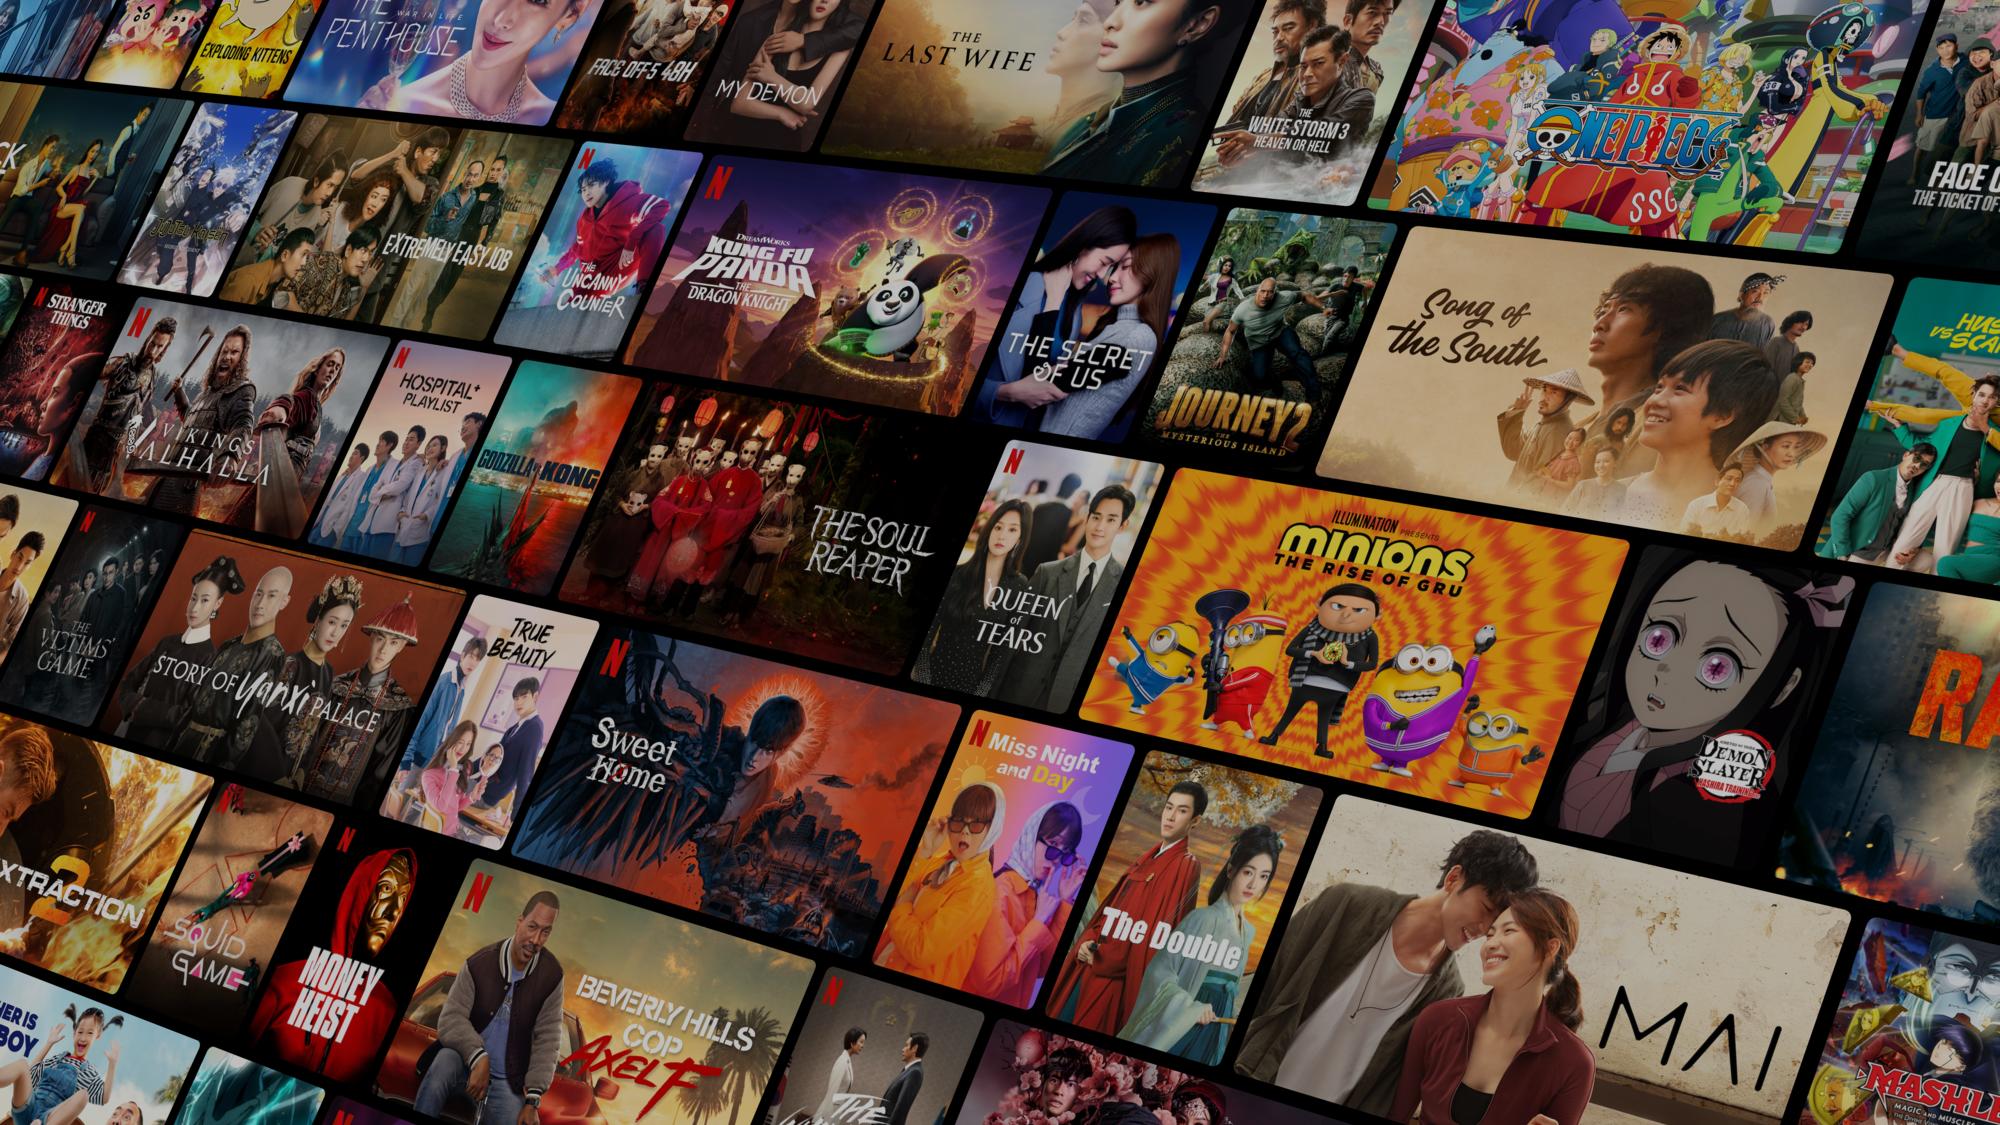 EXPLODING KITTENS
THE
WAR IN LIFE
PENTHOUSE
FACE OFF 5: 48H
MY DEMON
THE
LAST WIFE
THE
WHITE STORM 3
HEAVEN OR HELL
ONE PIECE
SSG
FACE O
THE TICKET OF
CK
JUJUTSU KAISEN
EXTREMELY EASY JOB
N
THE
UNCANNY
COUNTER
N
DREAMWORKS
KUNG FU
PANDA
THE
DRAGON KNIGHT
THE SECRET
OF US
JOURNEY 2
THE
MYSTERIOUS ISLAND
Song of
the South
HUS
VS SCA
N
STRANGER
THINGS
N
VIKINGS
VALHALLA
N
HOSPITAL+
PLAYLIST
GODZILLA KONG
THE SOUL
REAPER
N
QUEEN
of
TEARS
ILLUMINATION PRESENTS
MINIONS
THE RISE OF GRU
DEMON
SLAYER
HASHIRA TRAINING
RA
N
THE
VICTIMS'
GAME
STORY OF Yanxi PALACE
TRUE
BEAUTY
N
Sweet
Home
N
Miss Night
and Day
The Double
MAI
XTRACTION
2
N
SQUID
GAME
N
MONEY
HEIST
N
BEVERLY HILLS
COP
AXEL F
N
THE
HER IS
BOY
N
MASHLE
MAGIC AND MUSCLES